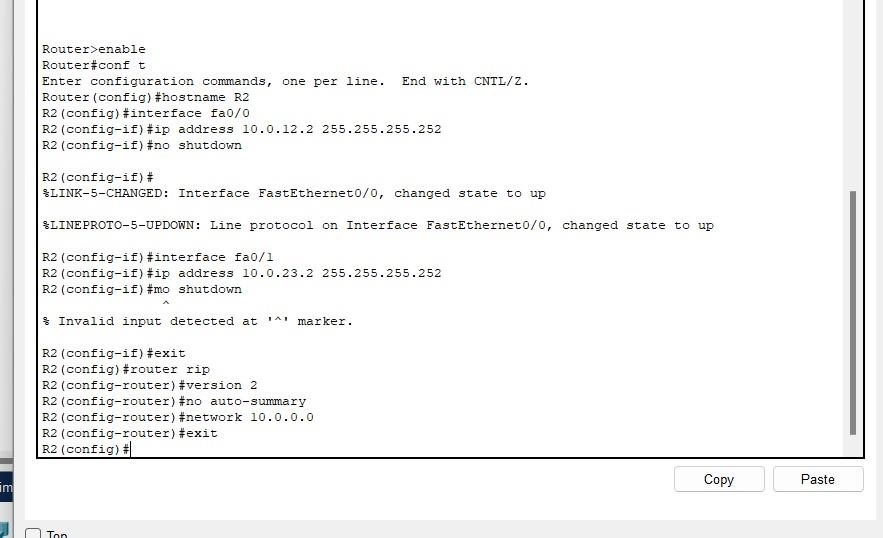 Router>enable
Router#conf t
Enter configuration commands, one per line.  End with CNTL/Z.
Router(config)#hostname R2
R2(config)#interface fa0/0
R2(config-if)#ip address 10.0.12.2 255.255.255.252
R2(config-if)#no shutdown
R2(config-if)#
%LINK-5-CHANGED: Interface FastEthernet0/0, changed state to up
%LINEPROTO-5-UPDOWN: Line protocol on Interface FastEthernet0/0, changed state to up
R2(config-if)#interface fa0/1
R2(config-if)#ip address 10.0.23.2 255.255.255.252
R2(config-if)#mo shutdown
^
% Invalid input detected at '^' marker.
R2(config-if)#exit
R2(config)#router rip
R2(config-router)#version 2
R2(config-router)#no auto-summary
R2(config-router)#network 10.0.0.0
R2(config-router)#exit
R2(config)#
Copy
Paste
im
Top